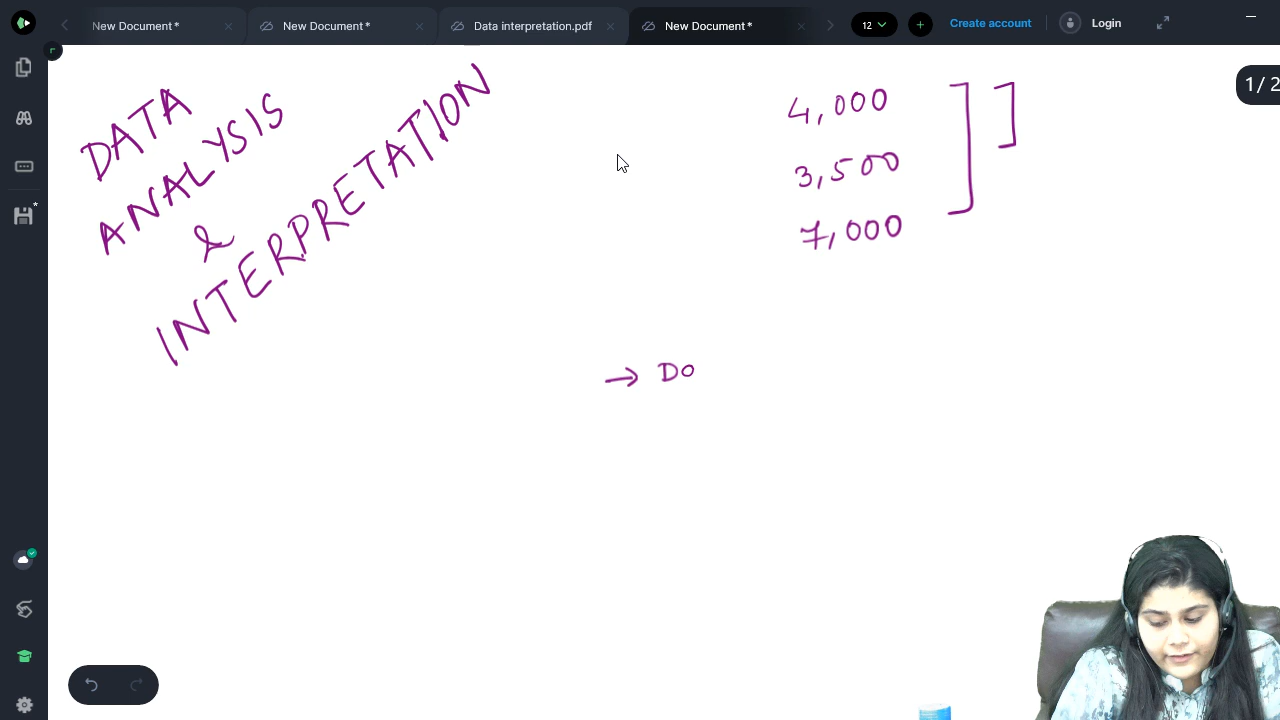 New Document*
New Document*
Data interpretation.pdf
New Document*
12
Create account
Login
1/2
DATA
ANALYSIS
&
INTERPRETATION
4,000
3,500
7,000
→ Do